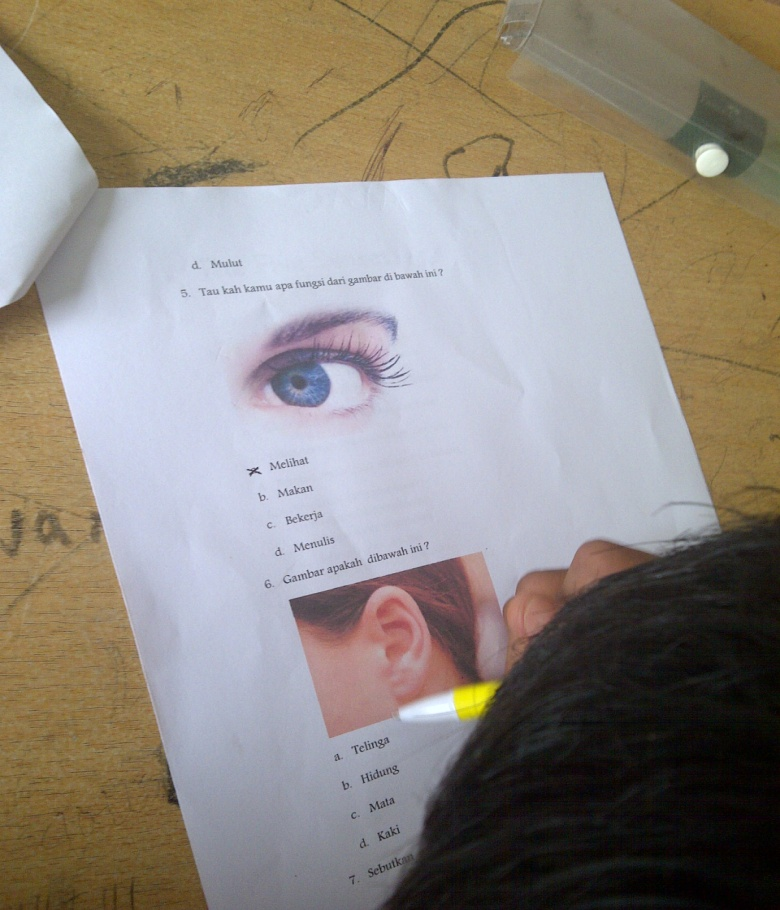 d. Mulut
5. Tau kah kamu apa fungsi dari gambar di bawah ini ?
Melihat
b. Makan
c. Bekerja
d. Menulis
6. Gambar apakah dibawah ini ?
a. Telinga
b. Hidung
c. Mata
d. Kaki
7. Sebutkan